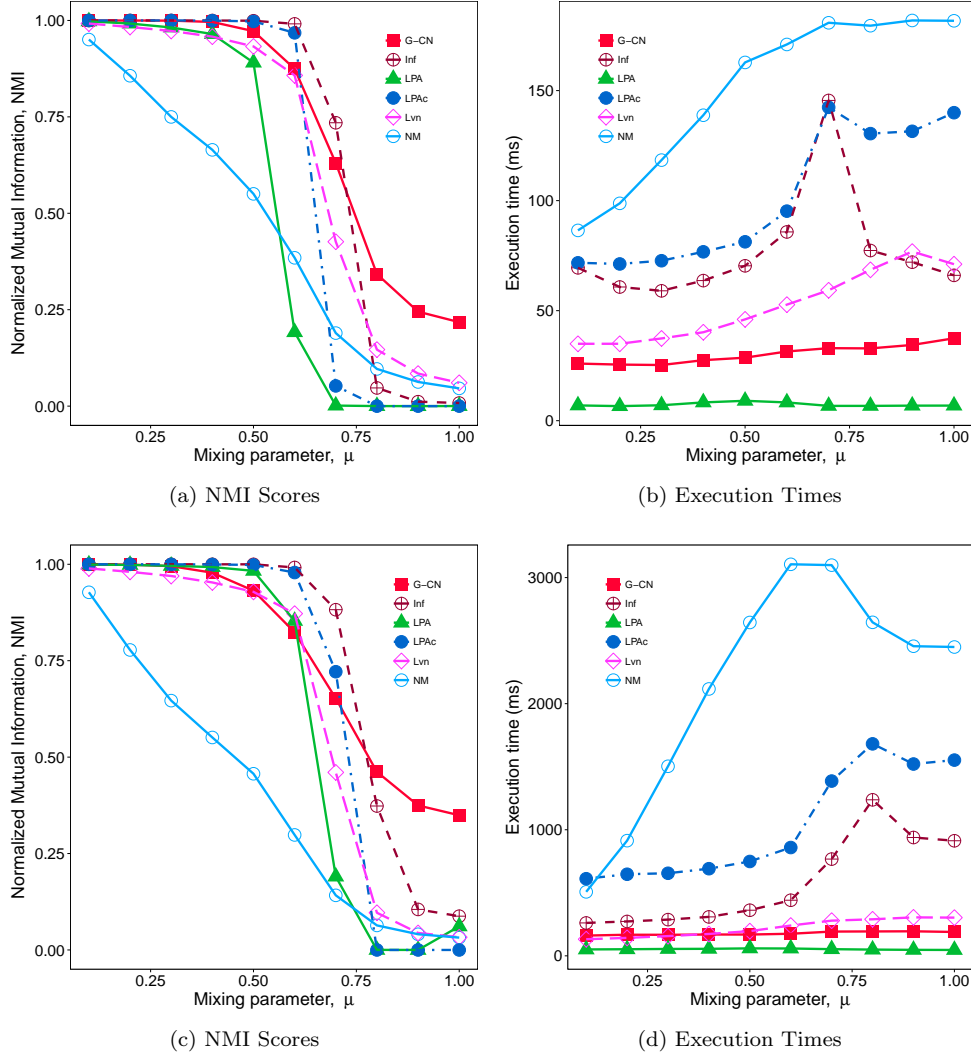 Normalized Mutual Information, NMI
1.00
0.75
0.50
0.25
0.00
G−CN
Inf
LPA
LPAc
Lvn
NM
0.25 0.50 0.75 1.00
Mixing parameter, μ
(a) NMI Scores
Execution time (ms)
150
100
50
0
G−CN
Inf
LPA
LPAc
Lvn
NM
0.25 0.50 0.75 1.00
Mixing parameter, μ
(b) Execution Times
Normalized Mutual Information, NMI
1.00
0.75
0.50
0.25
0.00
G−CN
Inf
LPA
LPAc
Lvn
NM
0.25 0.50 0.75 1.00
Mixing parameter, μ
(c) NMI Scores
Execution time (ms)
3000
2000
1000
0
G−CN
Inf
LPA
LPAc
Lvn
NM
0.25 0.50 0.75 1.00
Mixing parameter, μ
(d) Execution Times